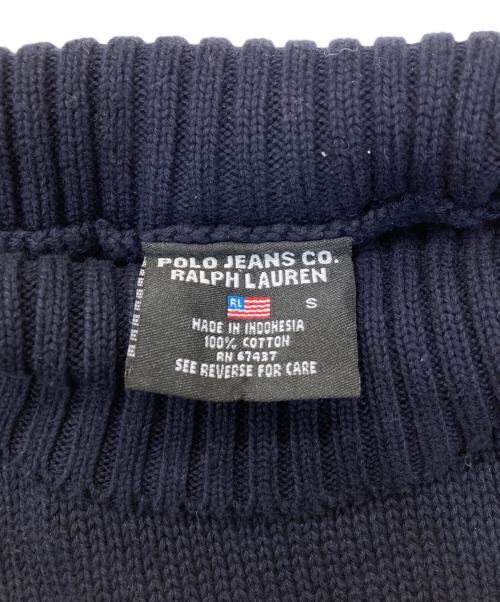 POLO JEANS CO.
RALPH LAUREN
RL S
MADE IN INDONESIA
100% COTTON
RN 67437
SEE REVERSE FOR CARE